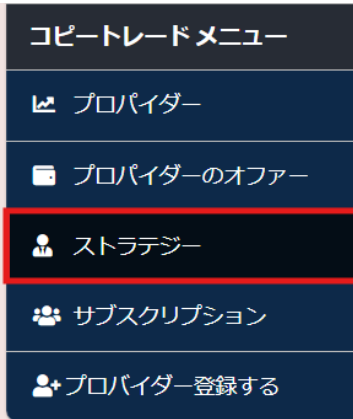 コピートレード メニュー
プロパイダー
プロパイダーのオファー
ストラテジー
サブスクリプション
プロバイダー登録する